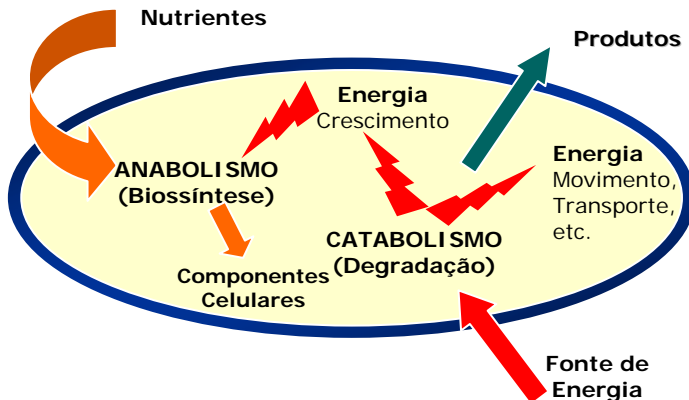 Nutrientes
Produtos
Energia
Crescimento
ANABOLISMO
(Biossíntese)
Energia
Movimento,
Transporte,
etc.
CATABOLISMO
(Degradação)
Componentes
Celulares
Fonte de
Energia